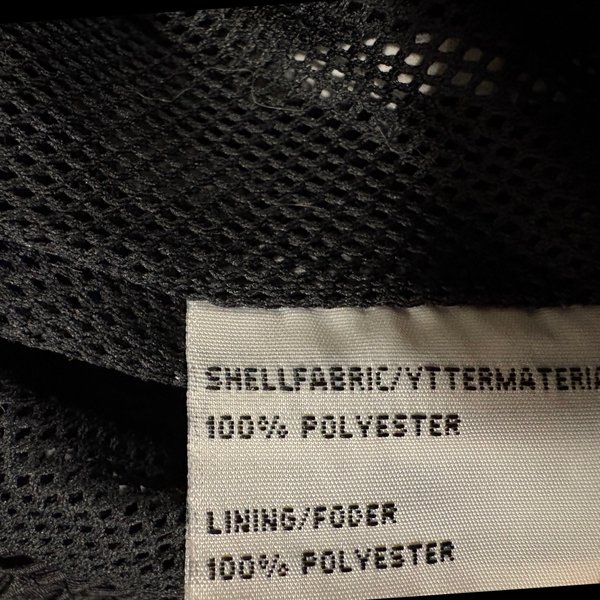 SHELLFABRIC/YTTERMATERIA
100% POLYESTER
LINING/FODER
100% POLYESTER